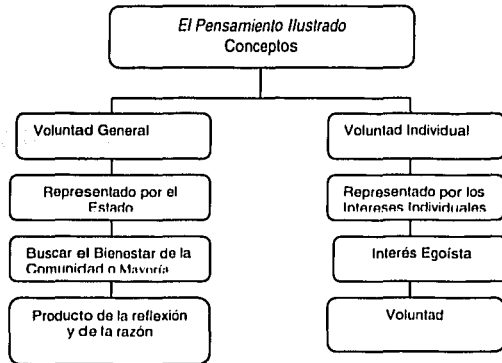 El Pensamiento Ilustrado
Conceptos
Voluntad General
Representado por el
Estado
Buscar el Bienestar de la
Comunidad o Mayoría
Producto de la reflexión
y de la razón
Voluntad Individual
Representado por los
Intereses Individuales
Interés Egoísta
Voluntad